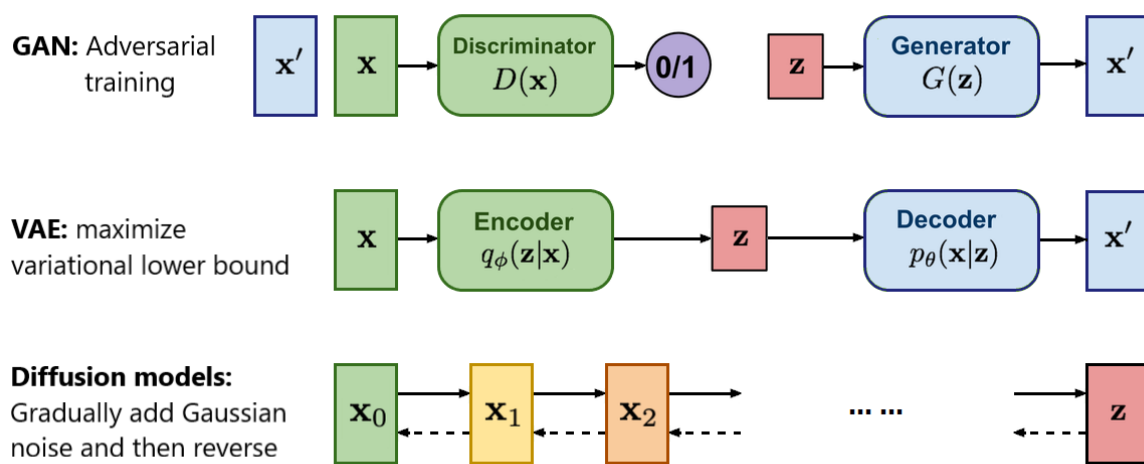 GAN: Adversarial
training
x′ x
Discriminator
D(x)
0/1
z
Generator
G(z)
x′
VAE: maximize
variational lower bound
x
Encoder
qϕ(z|x)
z
Decoder
pθ(x|z)
x′
Diffusion models:
Gradually add Gaussian
noise and then reverse
x0 x1 x2 ... ... z